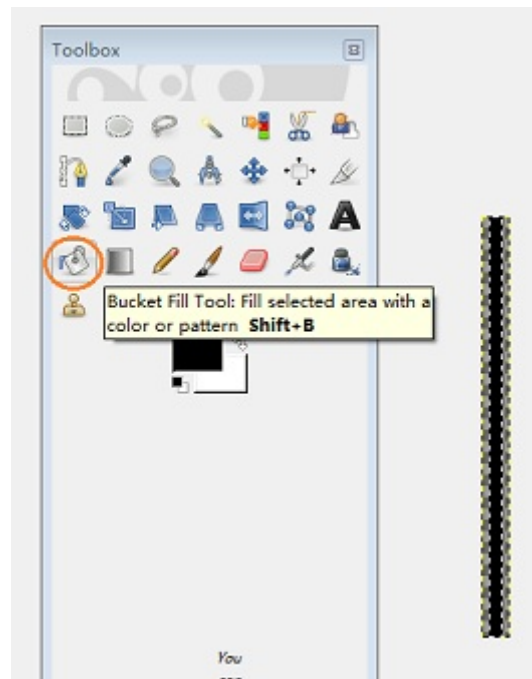 Toolbox
Bucket Fill Tool: Fill selected area with a
color or pattern Shift+B
You